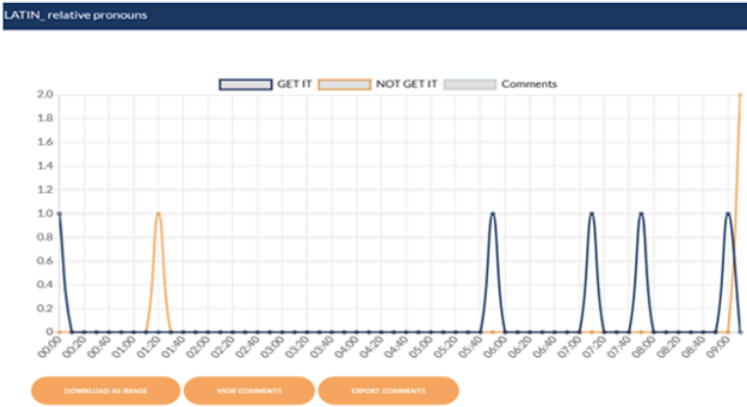 LATIN_ relative pronouns
GET IT NOT GET IT Comments
2.0
1.8
1.6
1.4
1.2
1.0
0.8
0.6
0.4
0.2
0
00:00 00:20 00:40 01:00 01:20 01:40 02:00 02:20 02:40 03:00 03:20 03:40 04:00 04:20 04:40 05:00 05:20 05:40 06:00 06:20 06:40 07:00 07:20 07:40 08:00 08:20 08:40 09:00
DOWNLOAD AS IMAGE VIEW COMMENTS EXPORT COMMENTS